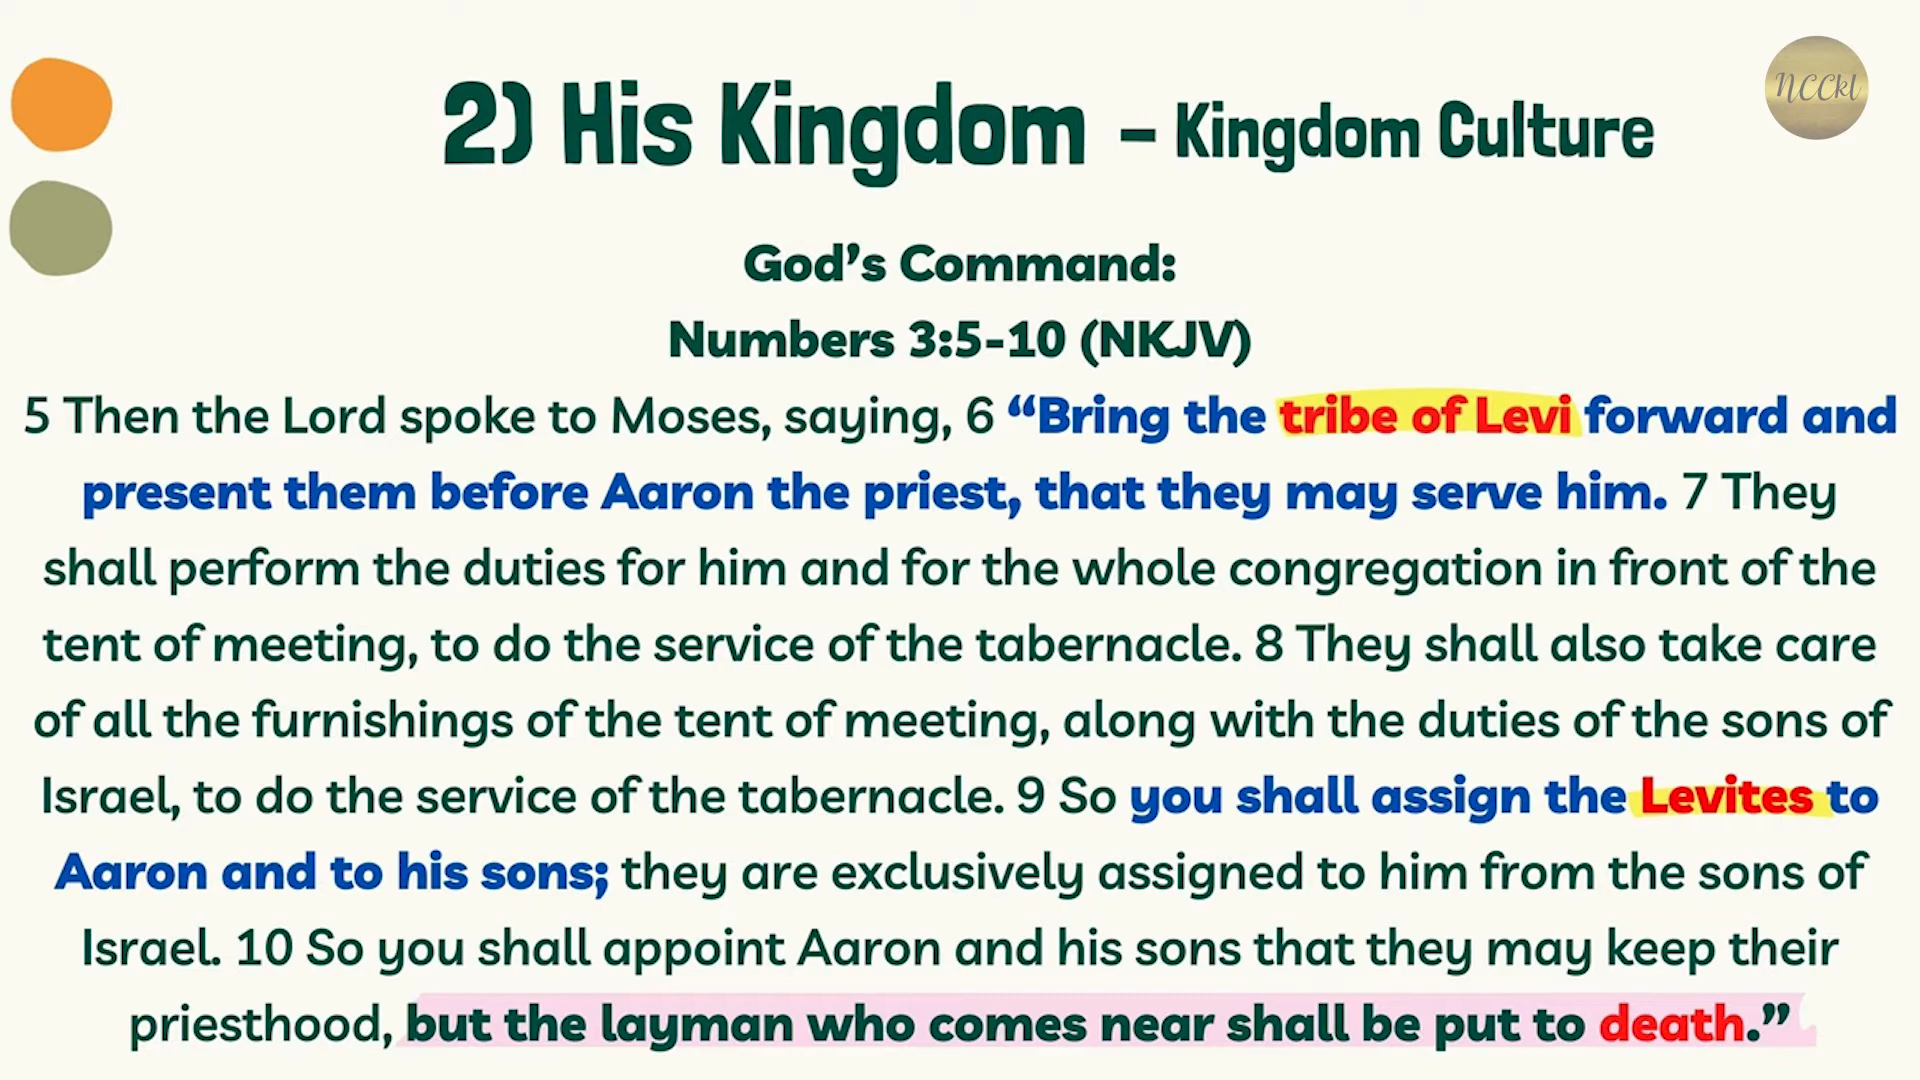 NCCkl
2) His Kingdom – Kingdom Culture
God’s Command:
Numbers 3:5-10 (NKJV)
5 Then the Lord spoke to Moses, saying, 6 “Bring the tribe of Levi forward and
present them before Aaron the priest, that they may serve him. 7 They
shall perform the duties for him and for the whole congregation in front of the
tent of meeting, to do the service of the tabernacle. 8 They shall also take care
of all the furnishings of the tent of meeting, along with the duties of the sons of
Israel, to do the service of the tabernacle. 9 So you shall assign the Levites to
Aaron and to his sons; they are exclusively assigned to him from the sons of
Israel. 10 So you shall appoint Aaron and his sons that they may keep their
priesthood, but the layman who comes near shall be put to death.”